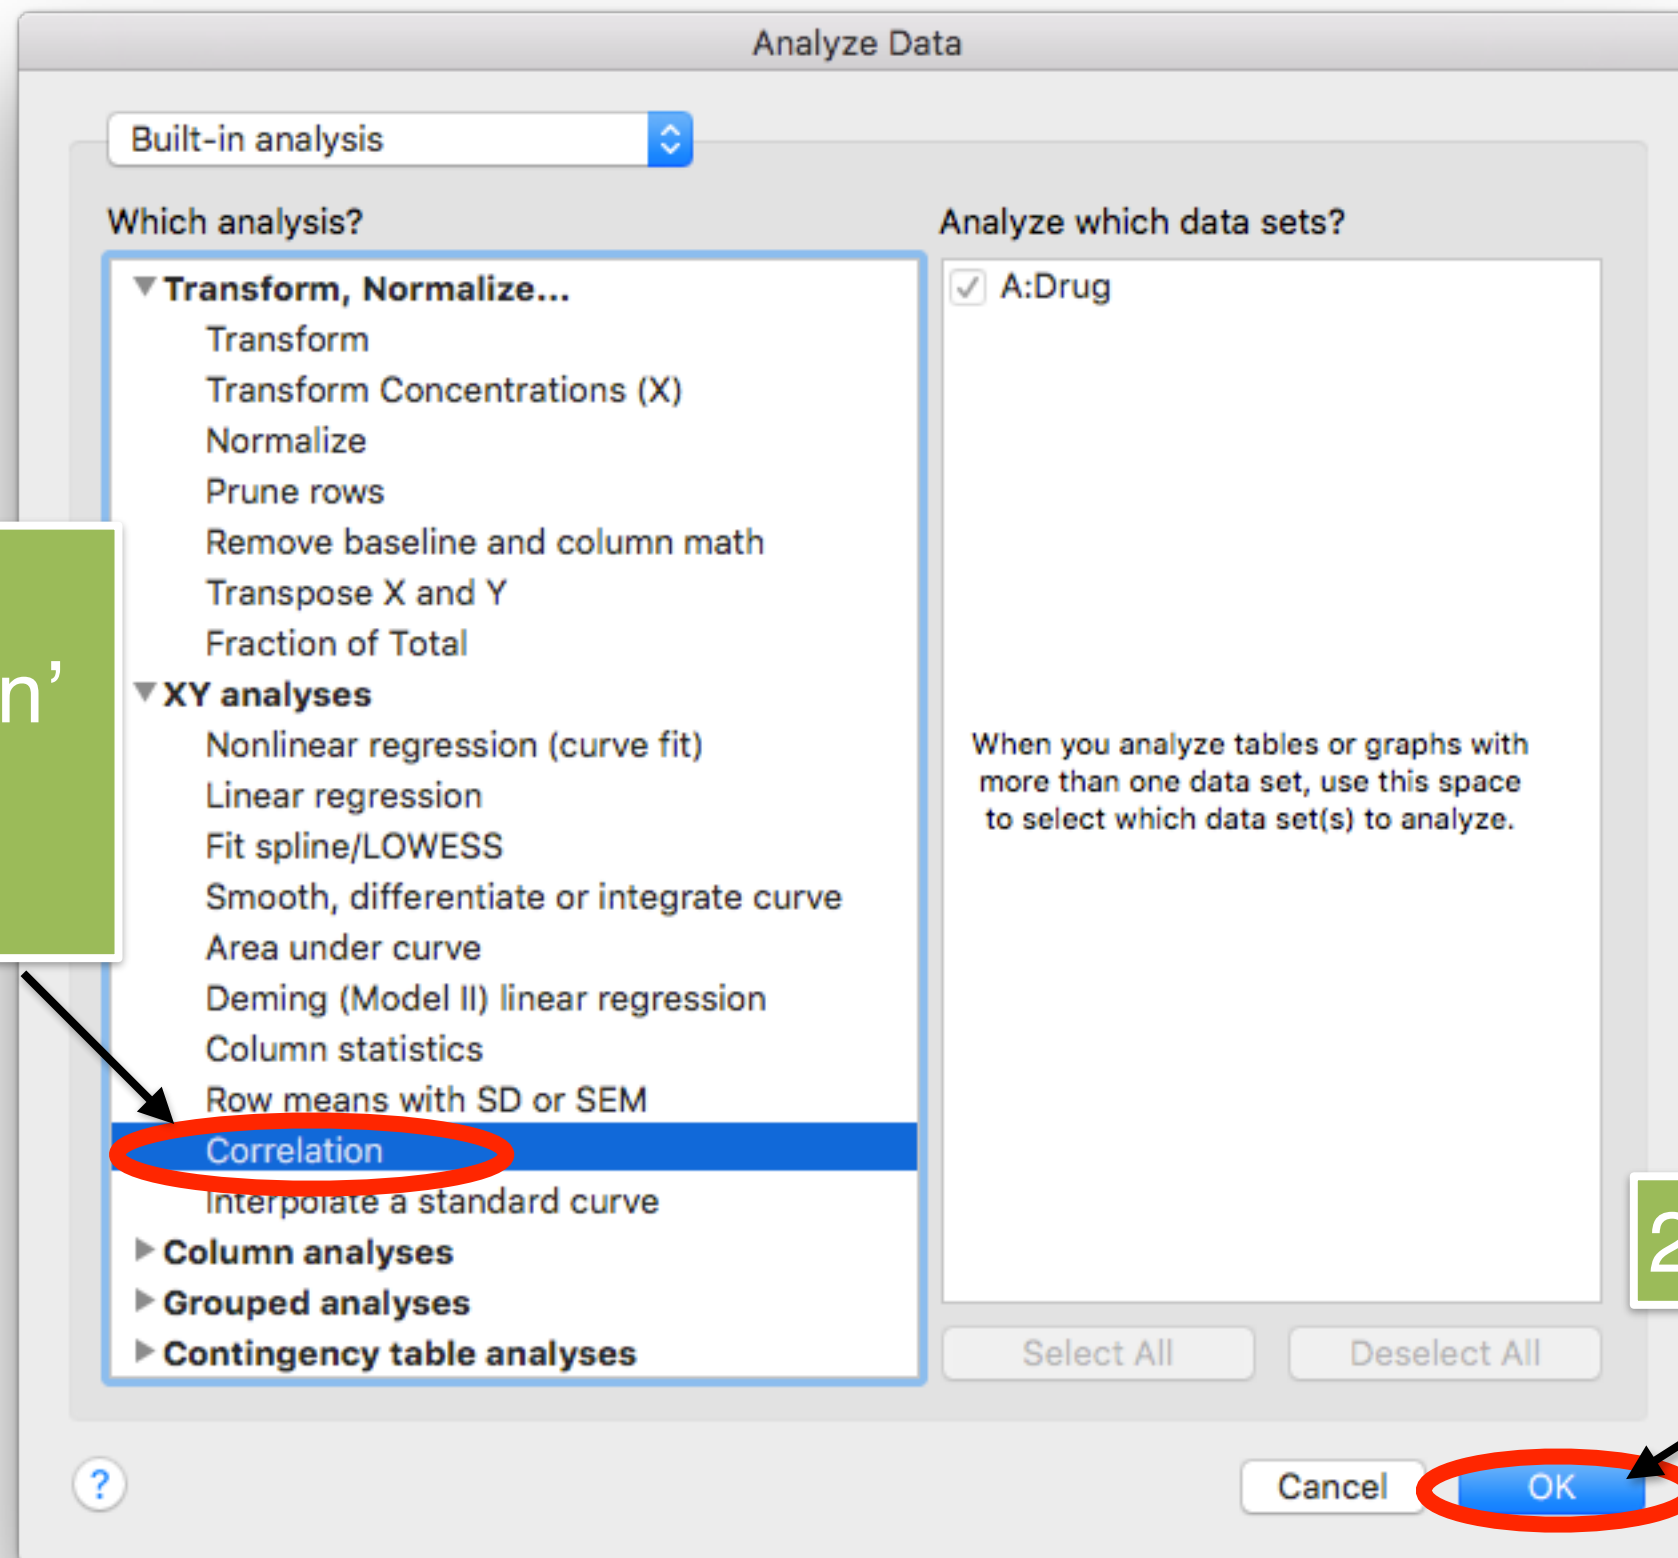 Analyze Data
Built-in analysis
Which analysis?
Analyze which data sets?
Transform, Normalize...
Transform
Transform Concentrations (X)
Normalize
Prune rows
Remove baseline and column math
Transpose X and Y
Fraction of Total
XY analyses
Nonlinear regression (curve fit)
Linear regression
Fit spline/LOWESS
Smooth, differentiate or integrate curve
Area under curve
Deming (Model II) linear regression
Column statistics
Row means with SD or SEM
Correlation
Interpolate a standard curve
Column analyses
Grouped analyses
Contingency table analyses
A:Drug
When you analyze tables or graphs with
more than one data set, use this space
to select which data set(s) to analyze.
Select All
Deselect All
n’
2
?
Cancel
OK